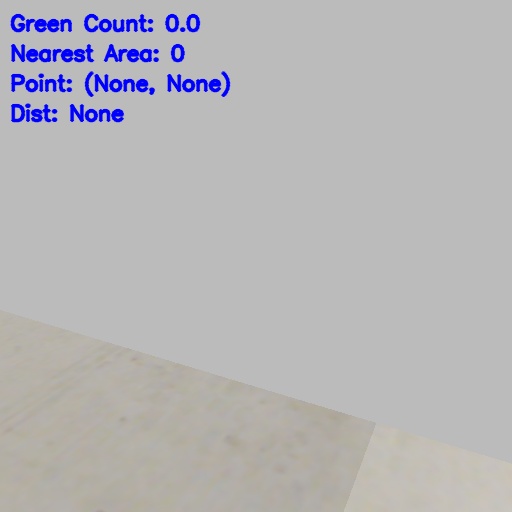 Green Count: 0.0
Nearest Area: 0
Point: (None, None)
Dist: None